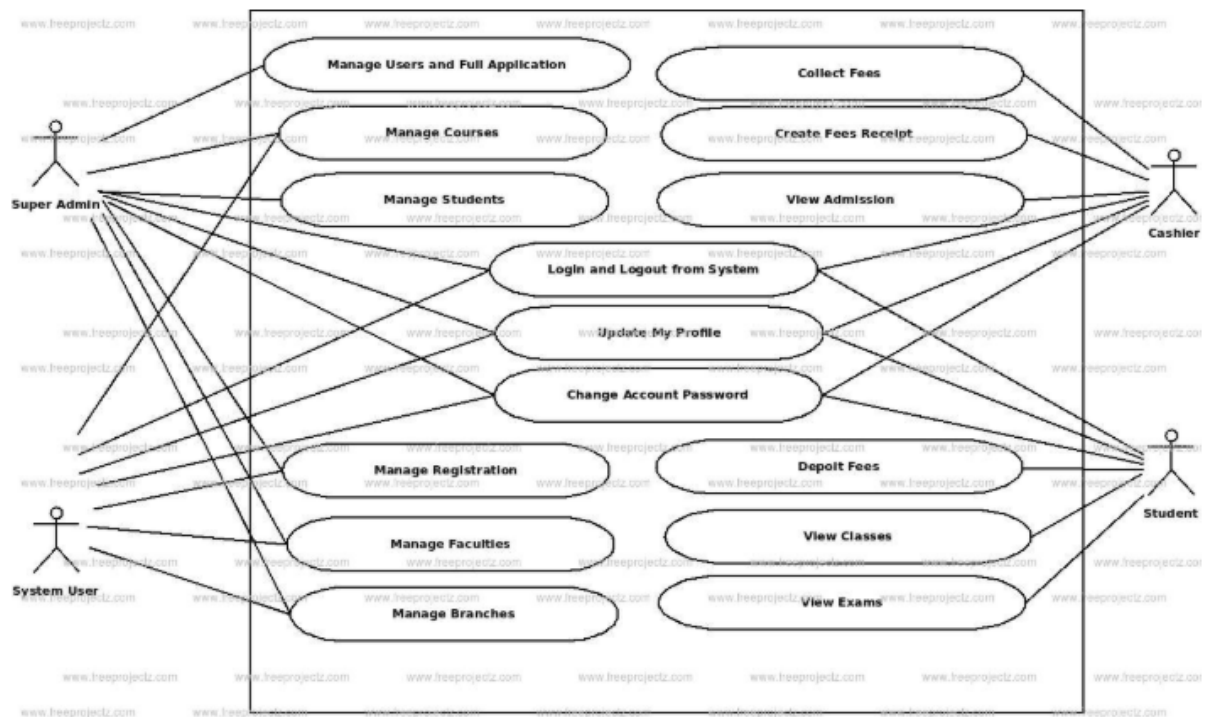 Manage Users and Full Application
Collect Fees
Manage Courses
Create Fees Receipt
Super Admin
Manage Students
View Admission
Cashier
Login and Logout from System
Update My Profile
Change Account Password
Manage Registration
Depoit Fees
Student
System User
Manage Faculties
View Classes
Manage Branches
View Exams
www.freeprojectz.com